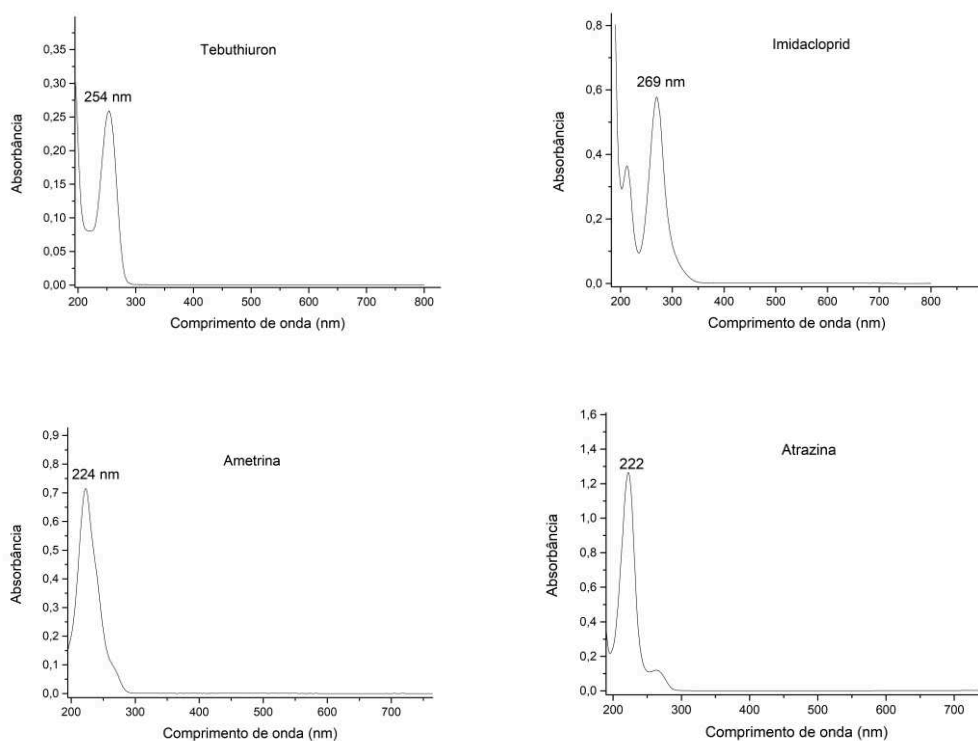 Tebuthiuron
254 nm
Absorbância
0,35
0,30
0,25
0,20
0,15
0,10
0,05
0,00
200 300 400 500 600 700 800
Comprimento de onda (nm)
Imidacloprid
269 nm
Absorbância
0,8
0,6
0,4
0,2
0,0
200 300 400 500 600 700 800
Comprimento de onda (nm)
Ametrina
224 nm
Absorbância
0,9
0,8
0,7
0,6
0,5
0,4
0,3
0,2
0,1
0,0
200 300 400 500 600 700
Comprimento de onda (nm)
Atrazina
222
Absorbância
1,6
1,4
1,2
1,0
0,8
0,6
0,4
0,2
0,0
200 300 400 500 600 700
Comprimento de onda (nm)